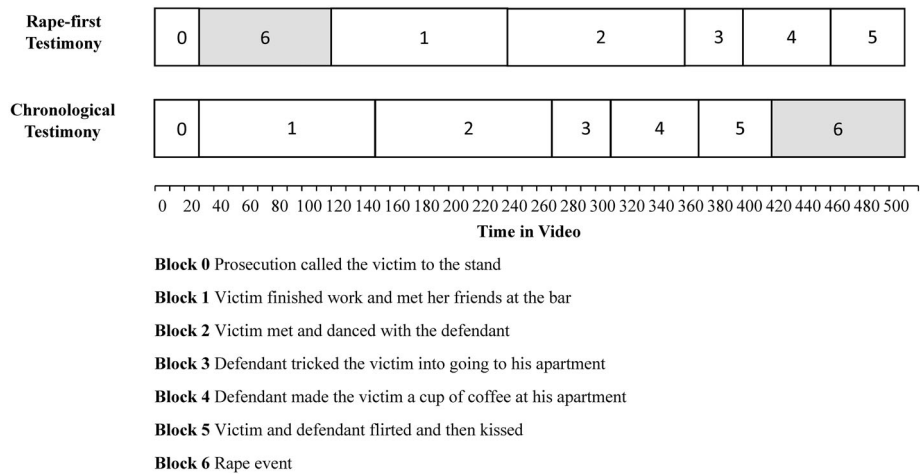 Rape-first
Testimony
0 6 1 2 3 4 5
Chronological
Testimony
0 1 2 3 4 5 6
0 20 40 60 80 100 120 140 160 180 200 220 240 260 280 300 320 340 360 380 400 420 440 460 480 500
Time in Video
Block 0 Prosecution called the victim to the stand
Block 1 Victim finished work and met her friends at the bar
Block 2 Victim met and danced with the defendant
Block 3 Defendant tricked the victim into going to his apartment
Block 4 Defendant made the victim a cup of coffee at his apartment
Block 5 Victim and defendant flirted and then kissed
Block 6 Rape event